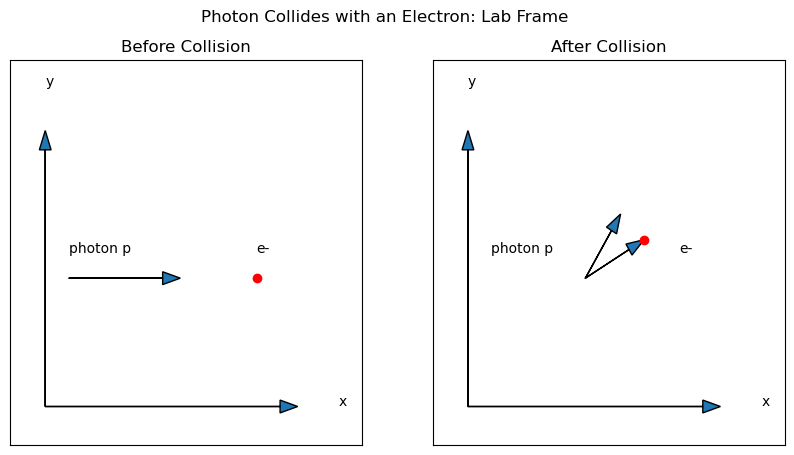 Photon Collides with an Electron: Lab Frame
Before Collision
y
photon p
e-
x
After Collision
y
photon p
e-
x